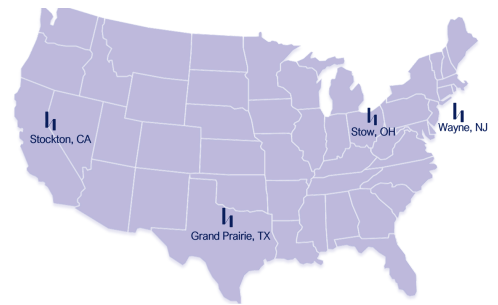 Stockton, CA
Stow, OH
Wayne, NJ
Grand Prairie, TX